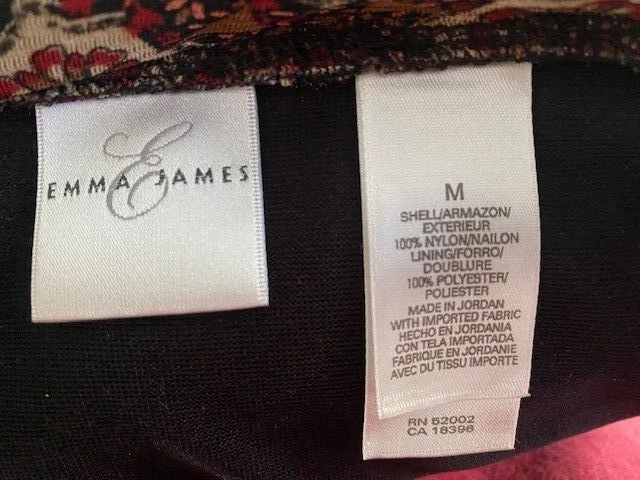 E
EMMA JAMES
M
SHELL/ARMAZON/
EXTERIEUR
100% NYLON/NAILON
LINING/FORRO/
DOUBLURE
100% POLYESTER/
POLIESTER
MADE IN JORDAN
WITH IMPORTED FABRIC
HECHO EN JORDANIA
CON TELA IMPORTADA
FABRIQUE EN JORDANIE
AVEC DU TISSU IMPORTE
RN 52002
CA 18396